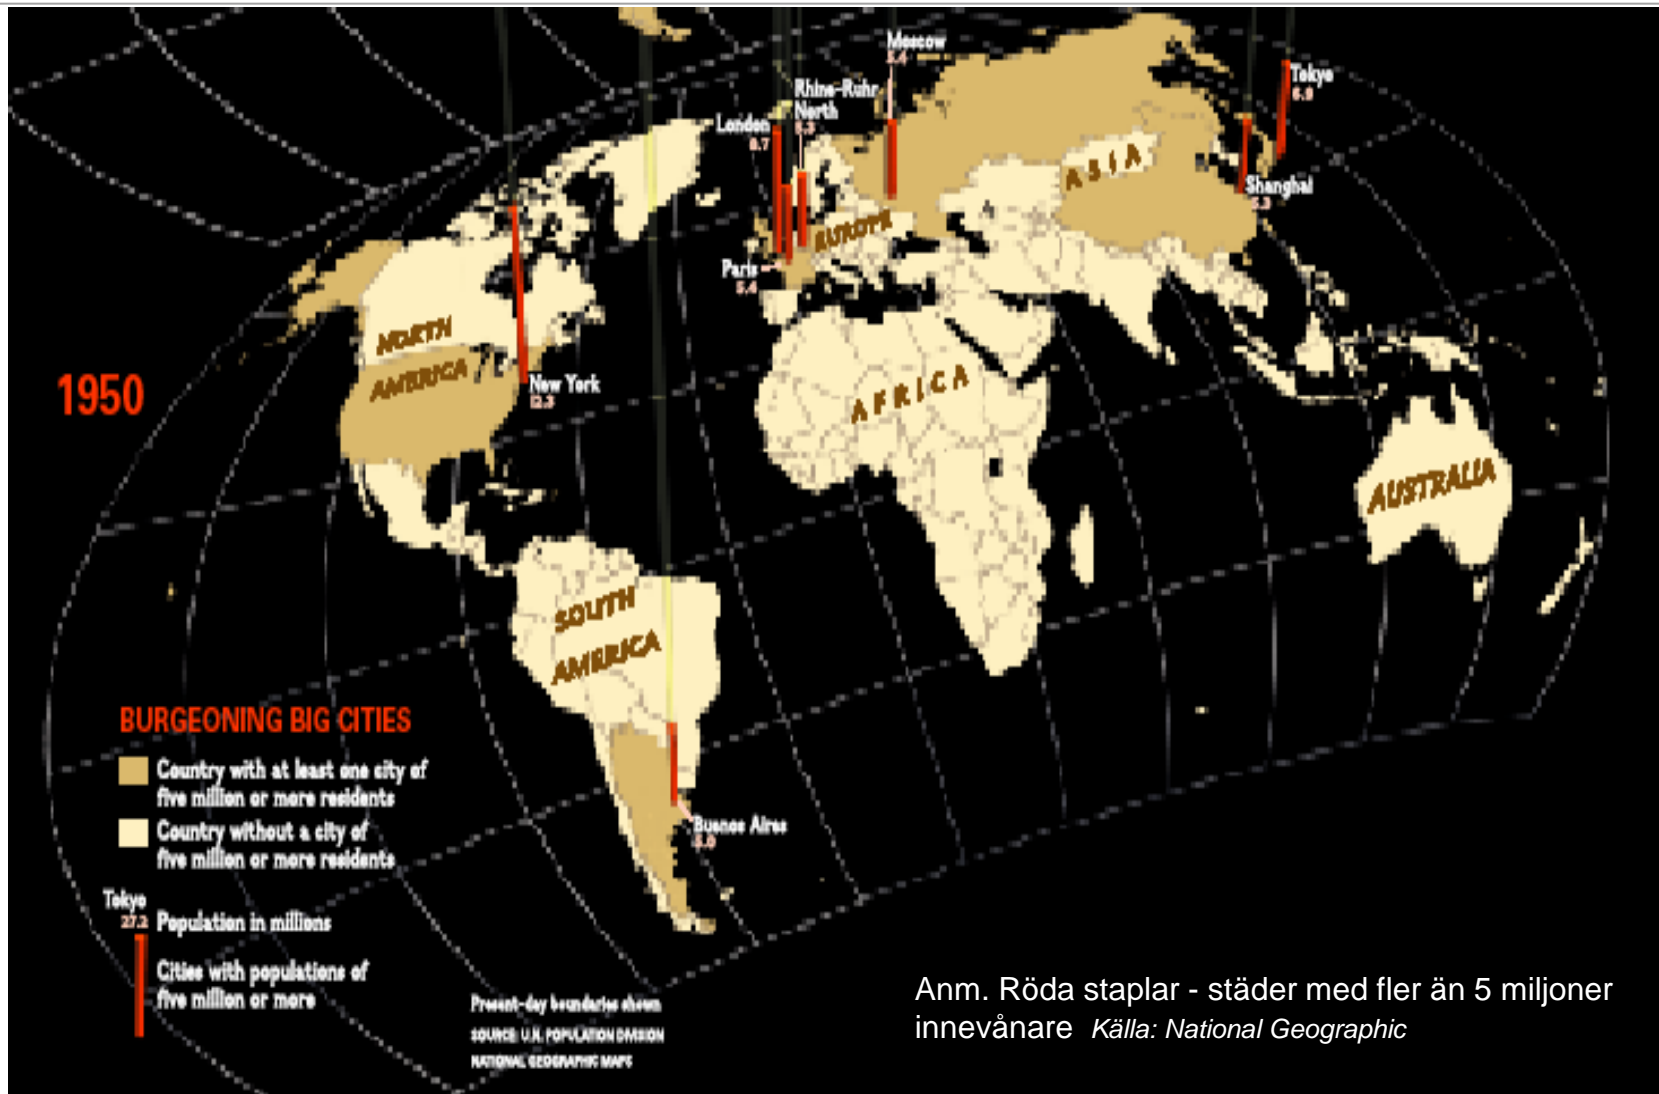 Moscow
5.4
Tokyo
6.9
Rhine-Ruhr
North
5.3
London
8.7
ASIA
Shanghai
5.3
EUROPE
Paris
5.4
NORTH
AMERICA
New York
12.3
1950
AFRICA
AUSTRALIA
SOUTH
AMERICA
Buenos Aires
5.0
BURGEONING BIG CITIES
Country with at least one city of
five million or more residents
Country without a city of
five million or more residents
Tokyo
27.2
Population in millions
Cities with populations of
five million or more
Present-day boundaries shown
SOURCE: U.N. POPULATION DIVISION
NATIONAL GEOGRAPHIC MAPS
Anm. Röda staplar - städer med fler än 5 miljoner
innevånare Källa: National Geographic